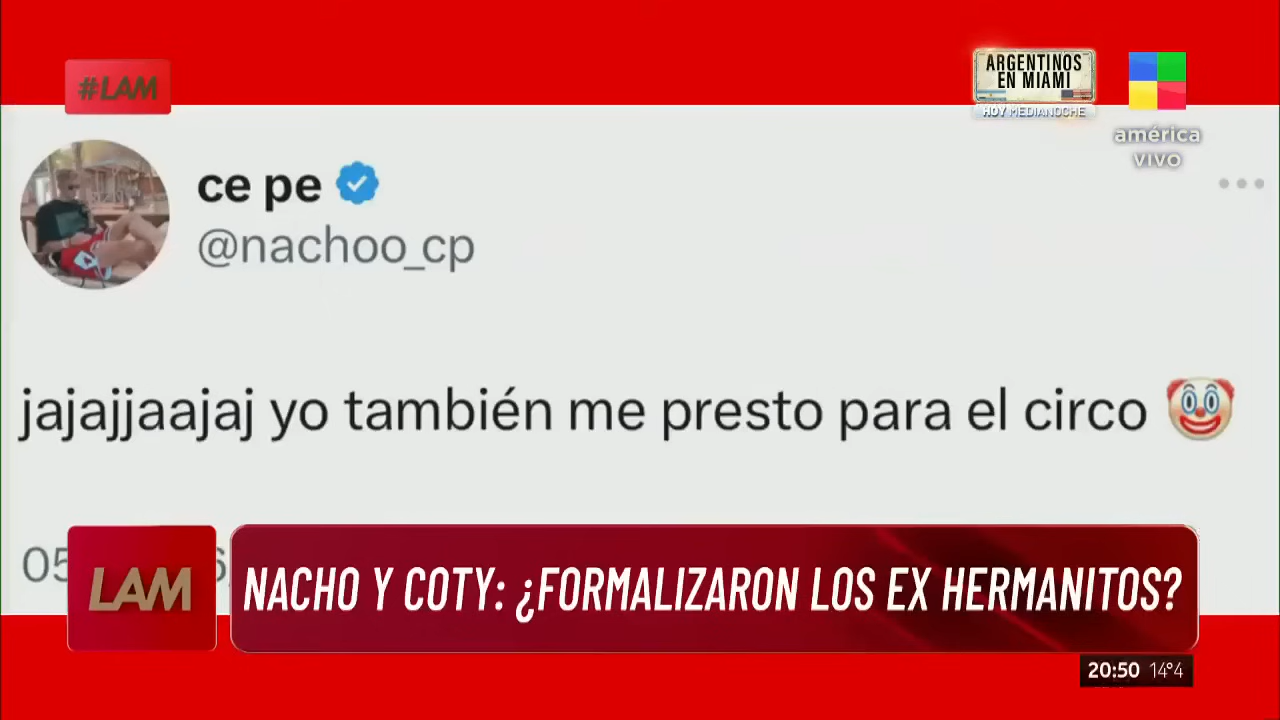 #LAM
ARGENTINOS
EN MIAMI
HOY MEDIANOCHE
américa
VIVO
ce pe
@nachoo_cp
jajajjaajaj yo también me presto para el circo 🤡
05
LAM
NACHO Y COTY: ¿FORMALIZARON LOS EX HERMANITOS?
20:50 14°4